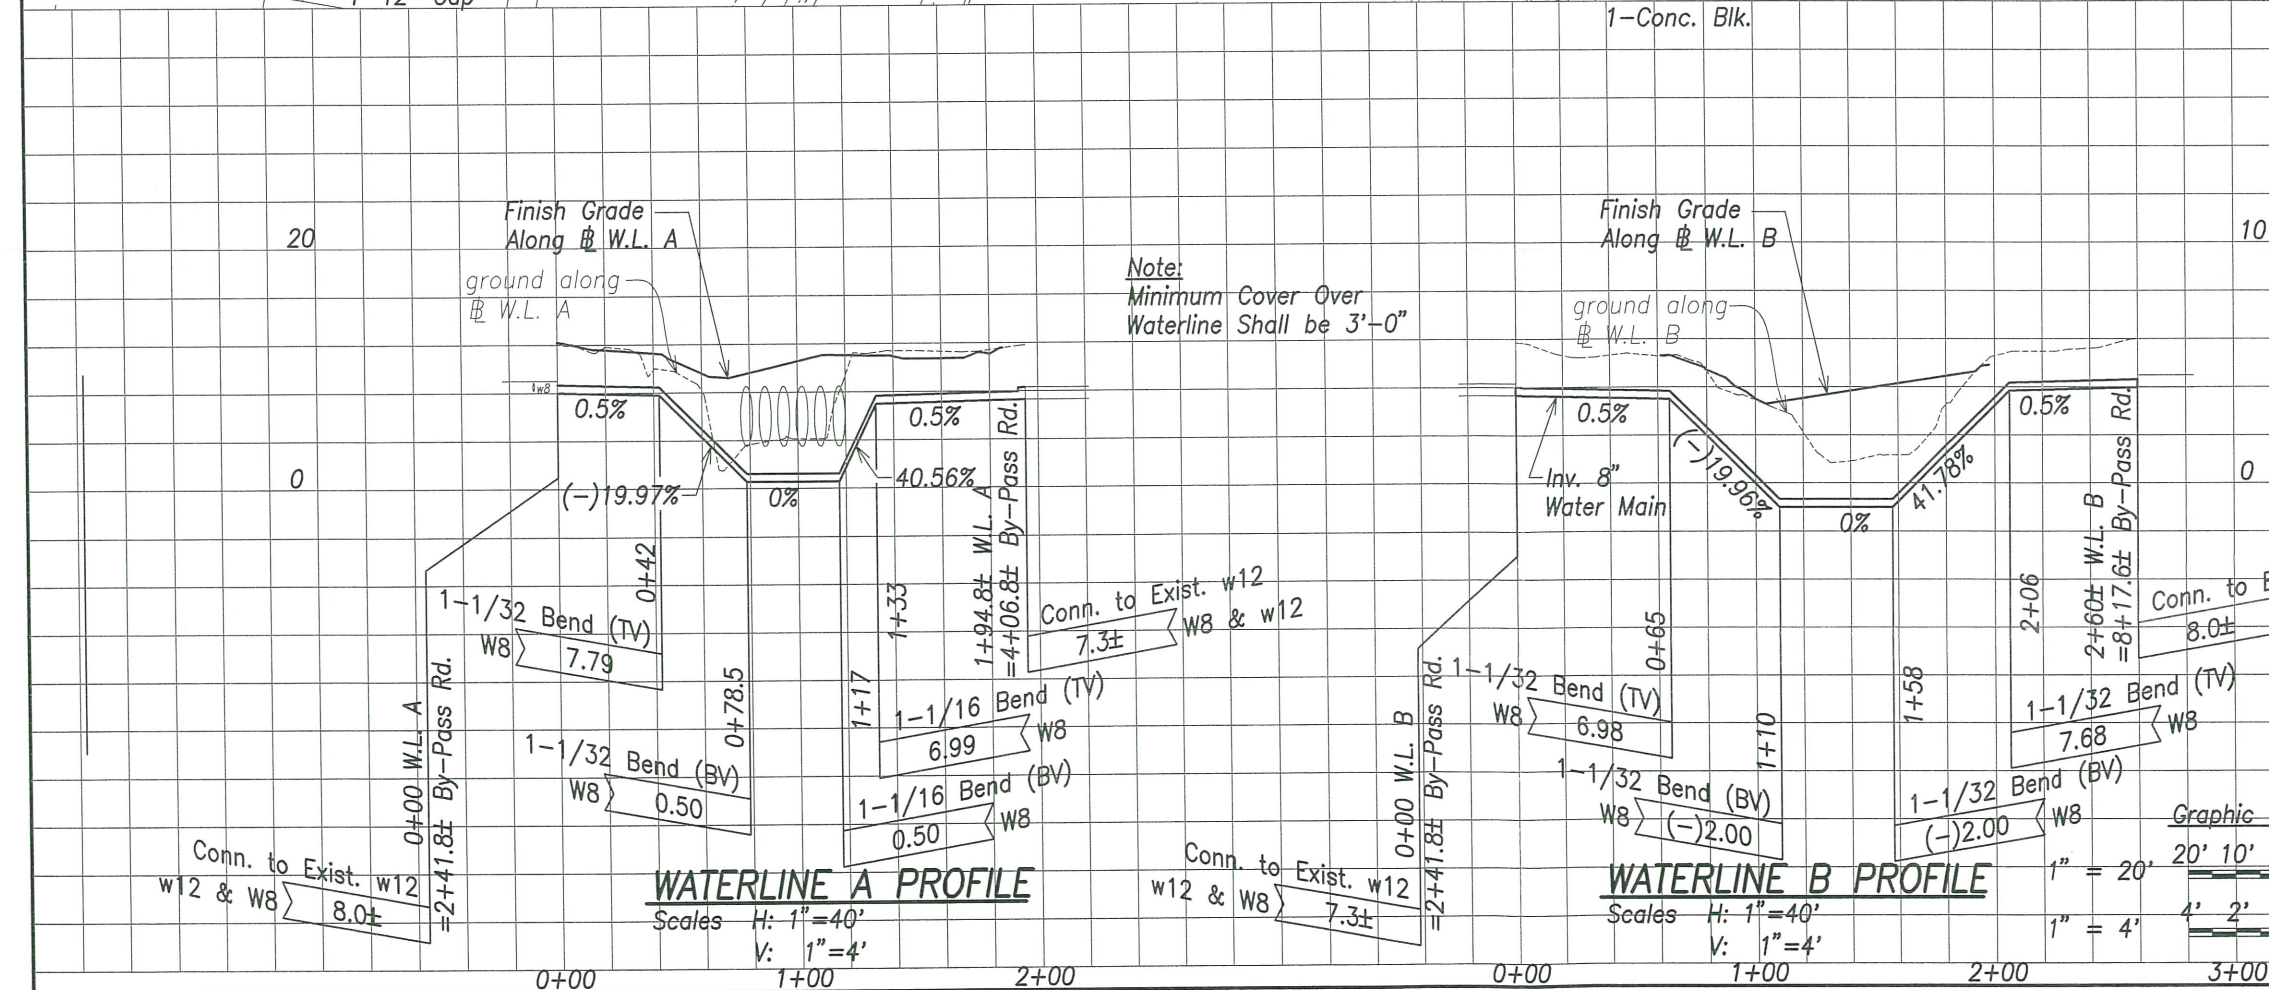 1-Conc. Blk.
Finish Grade
Along ℄ W.L. A
20
ground along
℄ W.L. A
Note:
Minimum Cover Over
Waterline Shall be 3'-0"
Finish Grade
Along ℄ W.L. B
10
ground along
℄ W.L. B
w8
0.5%
0.5%
(-)19.97%
0%
40.56%
0
0+42
0+78.5
1+17
1+33
1+94.8± W.L. A
=4+06.8± By-Pass Rd.
1-1/32 Bend (TV)
W8 7.79
1-1/32 Bend (BV)
W8 0.50
Conn. to Exist. w12
7.3± W8 & w12
1-1/16 Bend (TV)
6.99 W8
1-1/16 Bend (BV)
0.50 W8
0+00 W.L. A
=2+41.8± By-Pass Rd.
Conn. to Exist. w12
w12 & W8 8.0±
WATERLINE A PROFILE
Scales H: 1"=40'
V: 1"=4'
0+00 1+00 2+00
0.5%
Inv. 8"
Water Main
(-)19.96%
0%
41.78%
0.5%
0
0+65
1+10
1+58
2+06
2+60± W.L. B
=8+17.6± By-Pass Rd.
Conn. to
8.0±
1-1/32 Bend (TV)
W8 6.98
1-1/32 Bend (BV)
W8 (-)2.00
1-1/32 Bend (TV)
7.68 W8
1-1/32 Bend (BV)
(-)2.00 W8
0+00 W.L. B
=2+41.8± By-Pass Rd.
Conn. to Exist. w12
w12 & W8 7.3±
WATERLINE B PROFILE
Scales H: 1"=40'
V: 1"=4'
Graphic
1" = 20' 20' 10'
1" = 4' 4' 2'
0+00 1+00 2+00 3+00